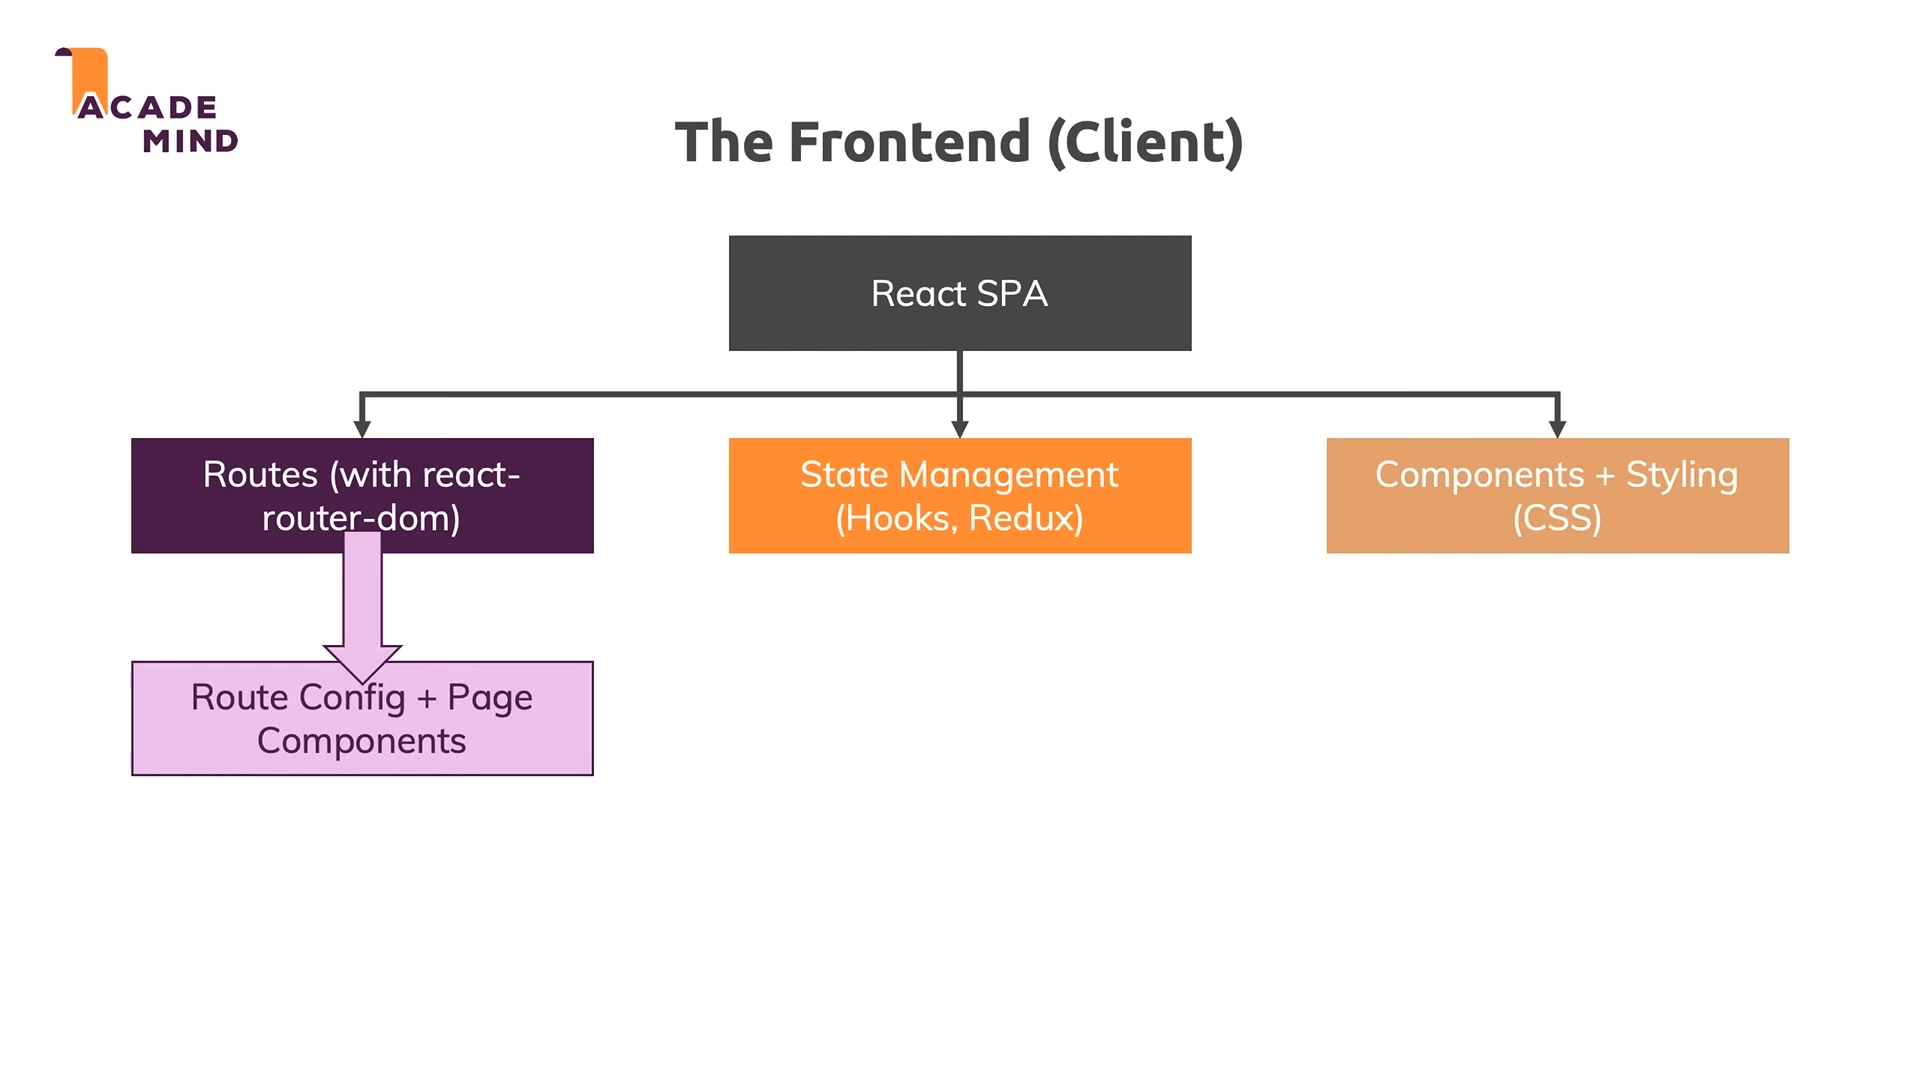 ACADE
MIND
The Frontend (Client)
React SPA
Routes (with react-
router-dom)
State Management
(Hooks, Redux)
Components + Styling
(CSS)
Route Config + Page
Components